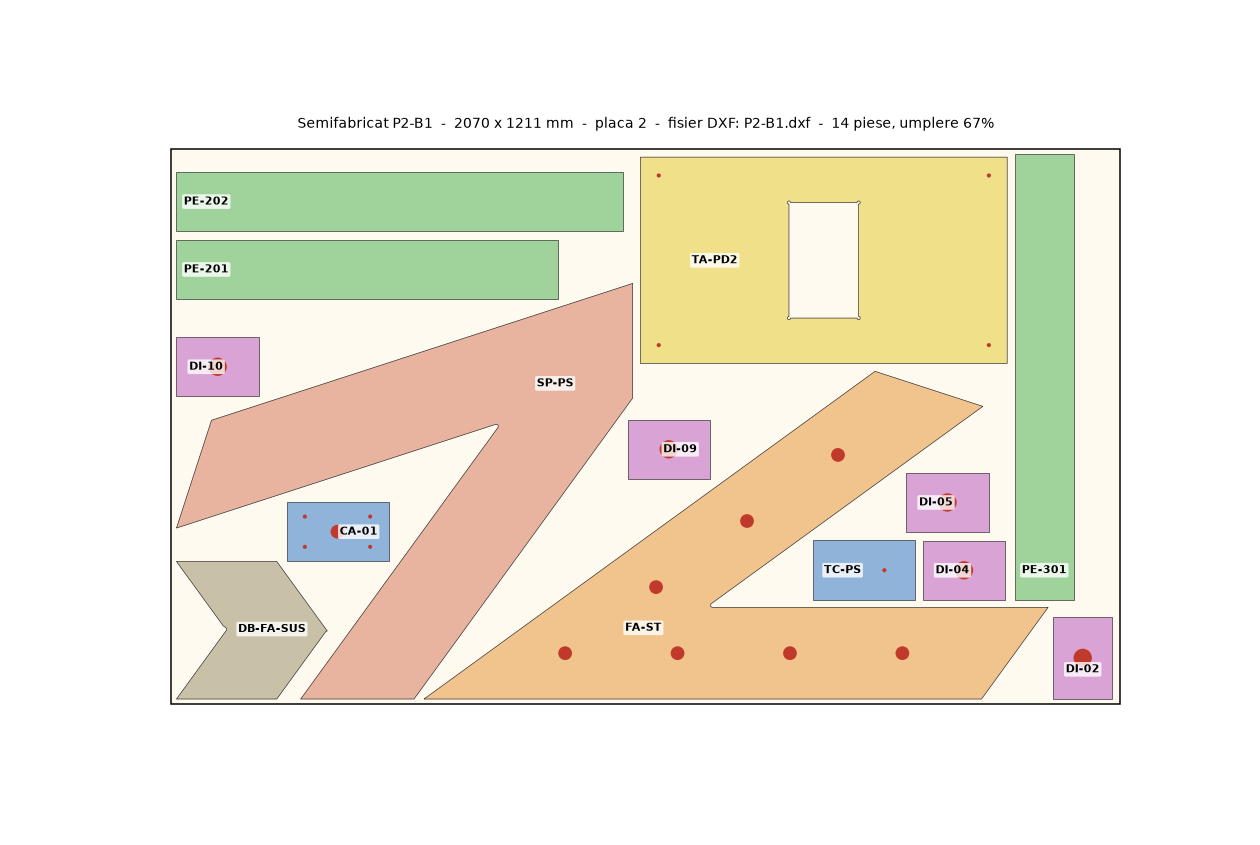 Semifabricat P2-B1 - 2070 x 1211 mm - placa 2 - fisier DXF: P2-B1.dxf - 14 piese, umplere 67%
PE-202
TA-PD2
PE-201
DI-10
SP-PS
DI-09
DI-05
CA-01
TC-PS
DI-04
PE-301
DB-FA-SUS
FA-ST
DI-02